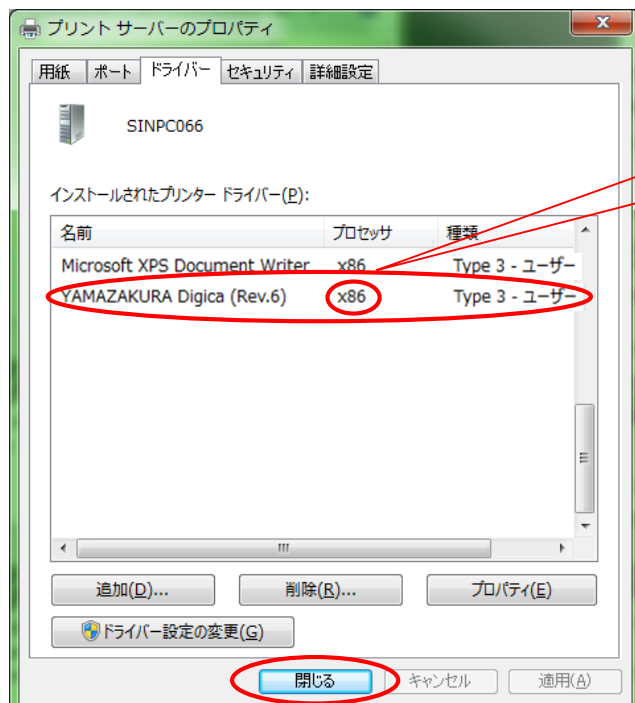 プリント サーバーのプロパティ
用紙 ポート ドライバー セキュリティ 詳細設定
SINPC066
インストールされたプリンター ドライバー(P):
名前 プロセッサ 種類
Microsoft XPS Document Writer x86 Type 3 - ユーザー
YAMAZAKURA Digica (Rev.6) x86 Type 3 - ユーザー
追加(D)... 削除(R)... プロパティ(E)
ドライバー設定の変更(G)
閉じる キャンセル 適用(A)